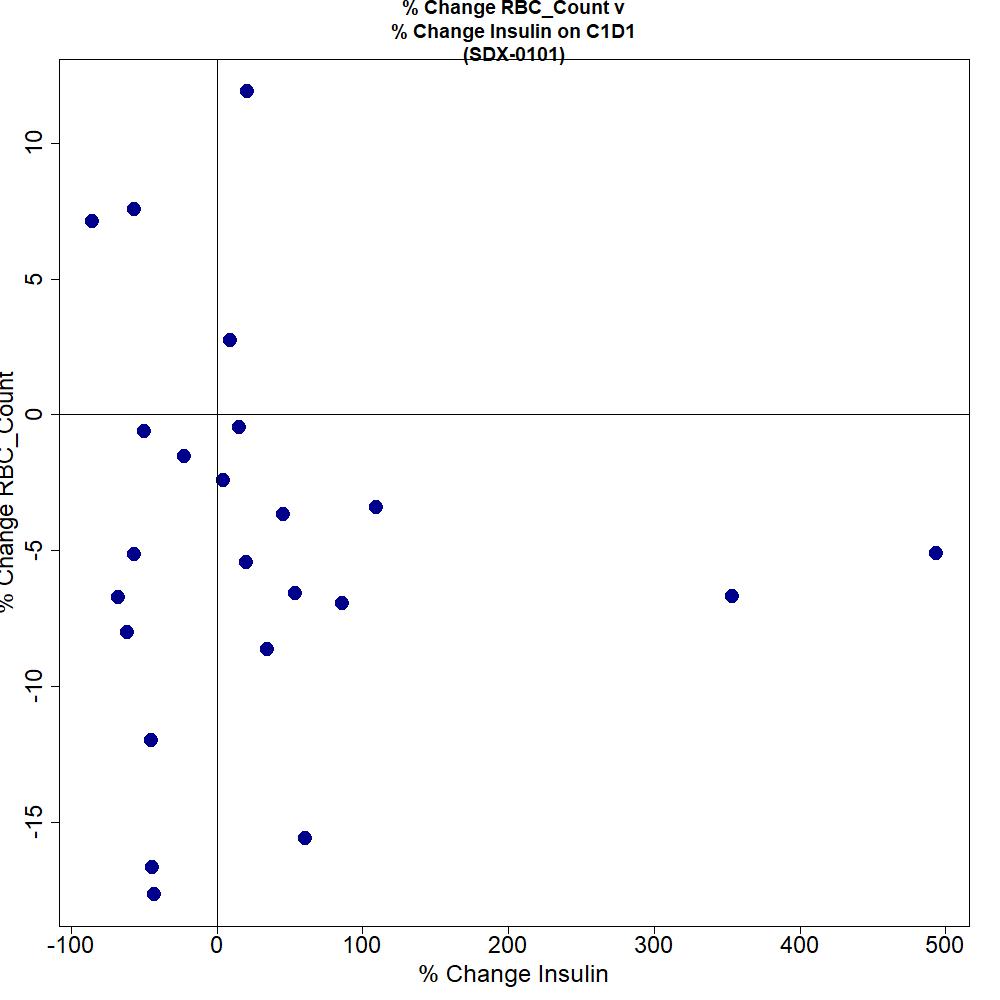 % Change RBC_Count v
% Change Insulin on C1D1
(SDX-0101)
% Change RBC_Count
10
5
0
-5
-10
-15
-100
0
100
200
300
400
500
% Change Insulin